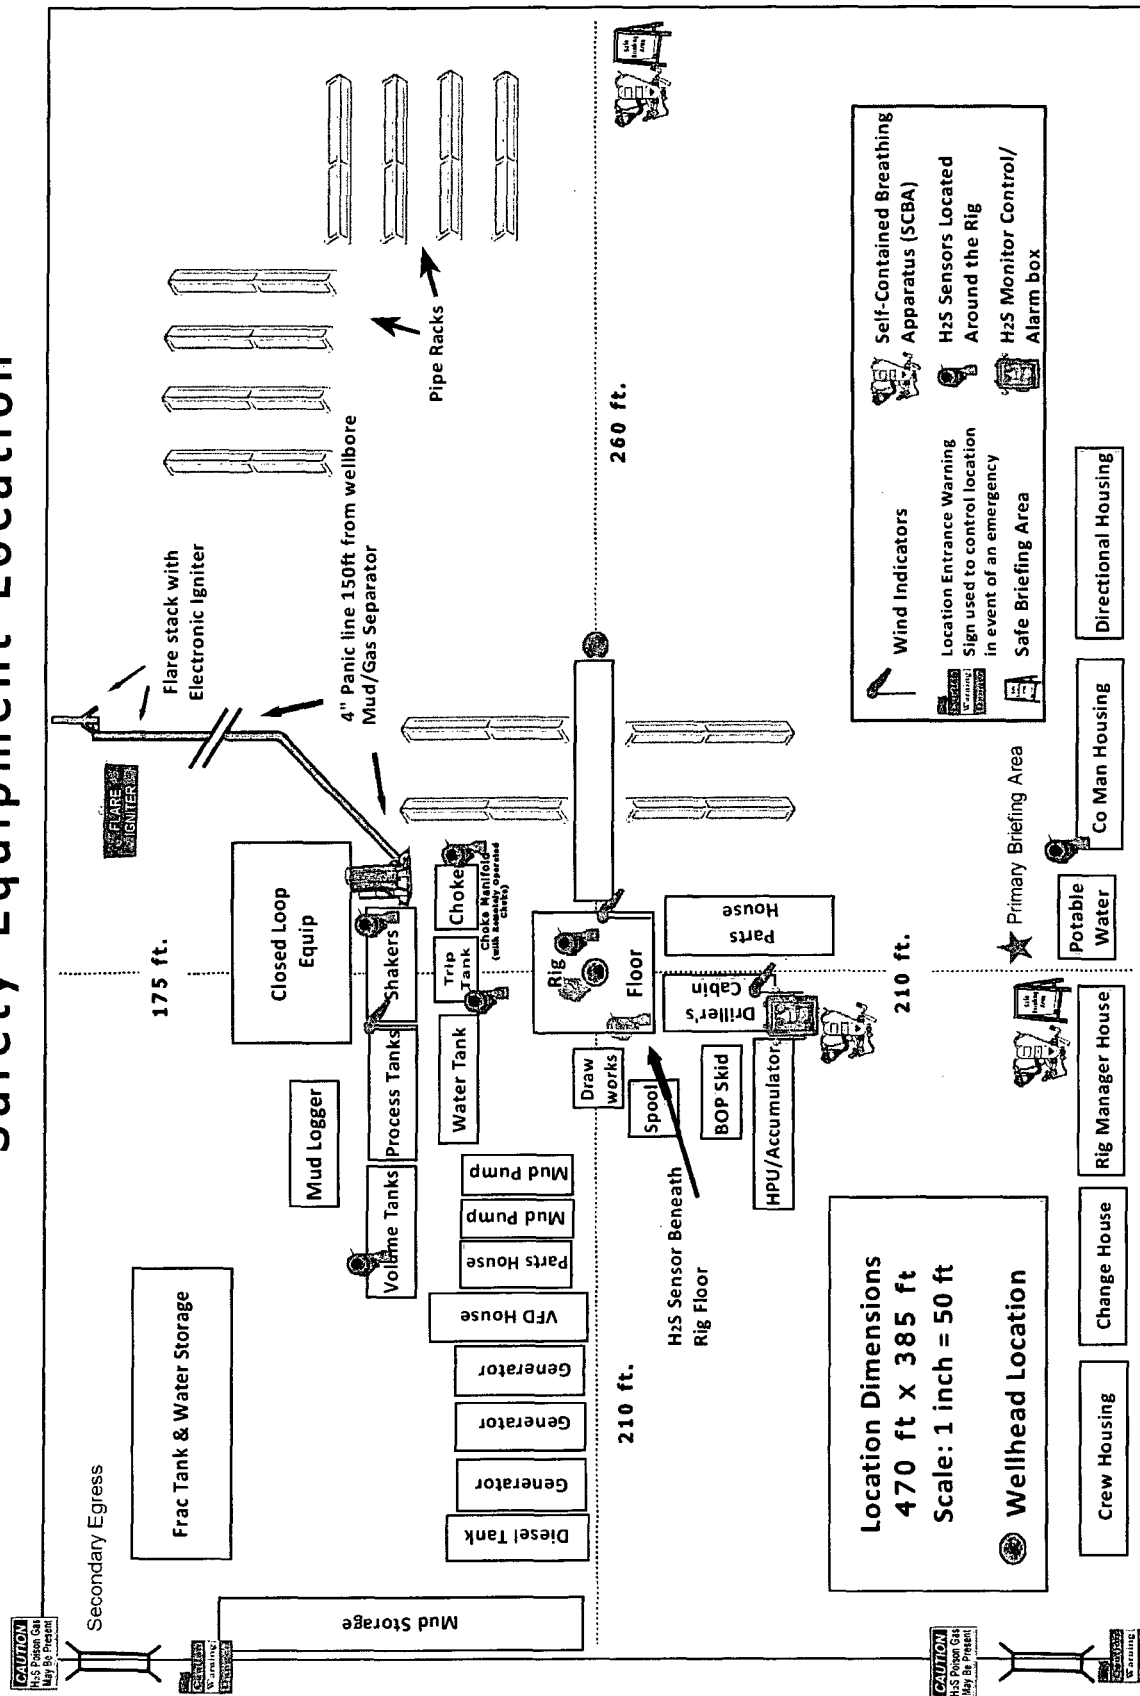 Safety Equipment Location
CAUTION
H2S Poison Gas
May Be Present
Secondary Egress
Warning!
Frac Tank & Water Storage
175 ft.
FLARE
IGNITER
Flare stack with
Electronic Igniter
4" Panic line 150ft from wellbore
Mud/Gas Separator
Pipe Racks
Closed Loop
Equip
Mud Logger
Volume Tanks
Process Tanks
Shakers
Water Tank
Trip
Tank
Choke
Choke Manifold
(with Remotely Operated
Choke)
Mud Storage
Diesel Tank
Generator
Generator
Generator
VFD House
Parts House
Mud Pump
Mud Pump
210 ft.
260 ft.
Draw
works
Rig
Floor
Spool
H2S Sensor Beneath
Rig Floor
BOP Skid
HPU/Accumulator
Driller's
Cabin
Parts
House
210 ft.
Location Dimensions
470 ft x 385 ft
Scale: 1 inch = 50 ft
Wellhead Location
Wind Indicators
Location Entrance Warning
Sign used to control location
in event of an emergency
Safe Briefing Area
Self-Contained Breathing
Apparatus (SCBA)
H2S Sensors Located
Around the Rig
H2S Monitor Control/
Alarm box
Warning!
Primary Briefing Area
CAUTION
H2S Poison Gas
May Be Present
Warning!
Crew Housing
Change House
Rig Manager House
Potable
Water
Co Man Housing
Directional Housing